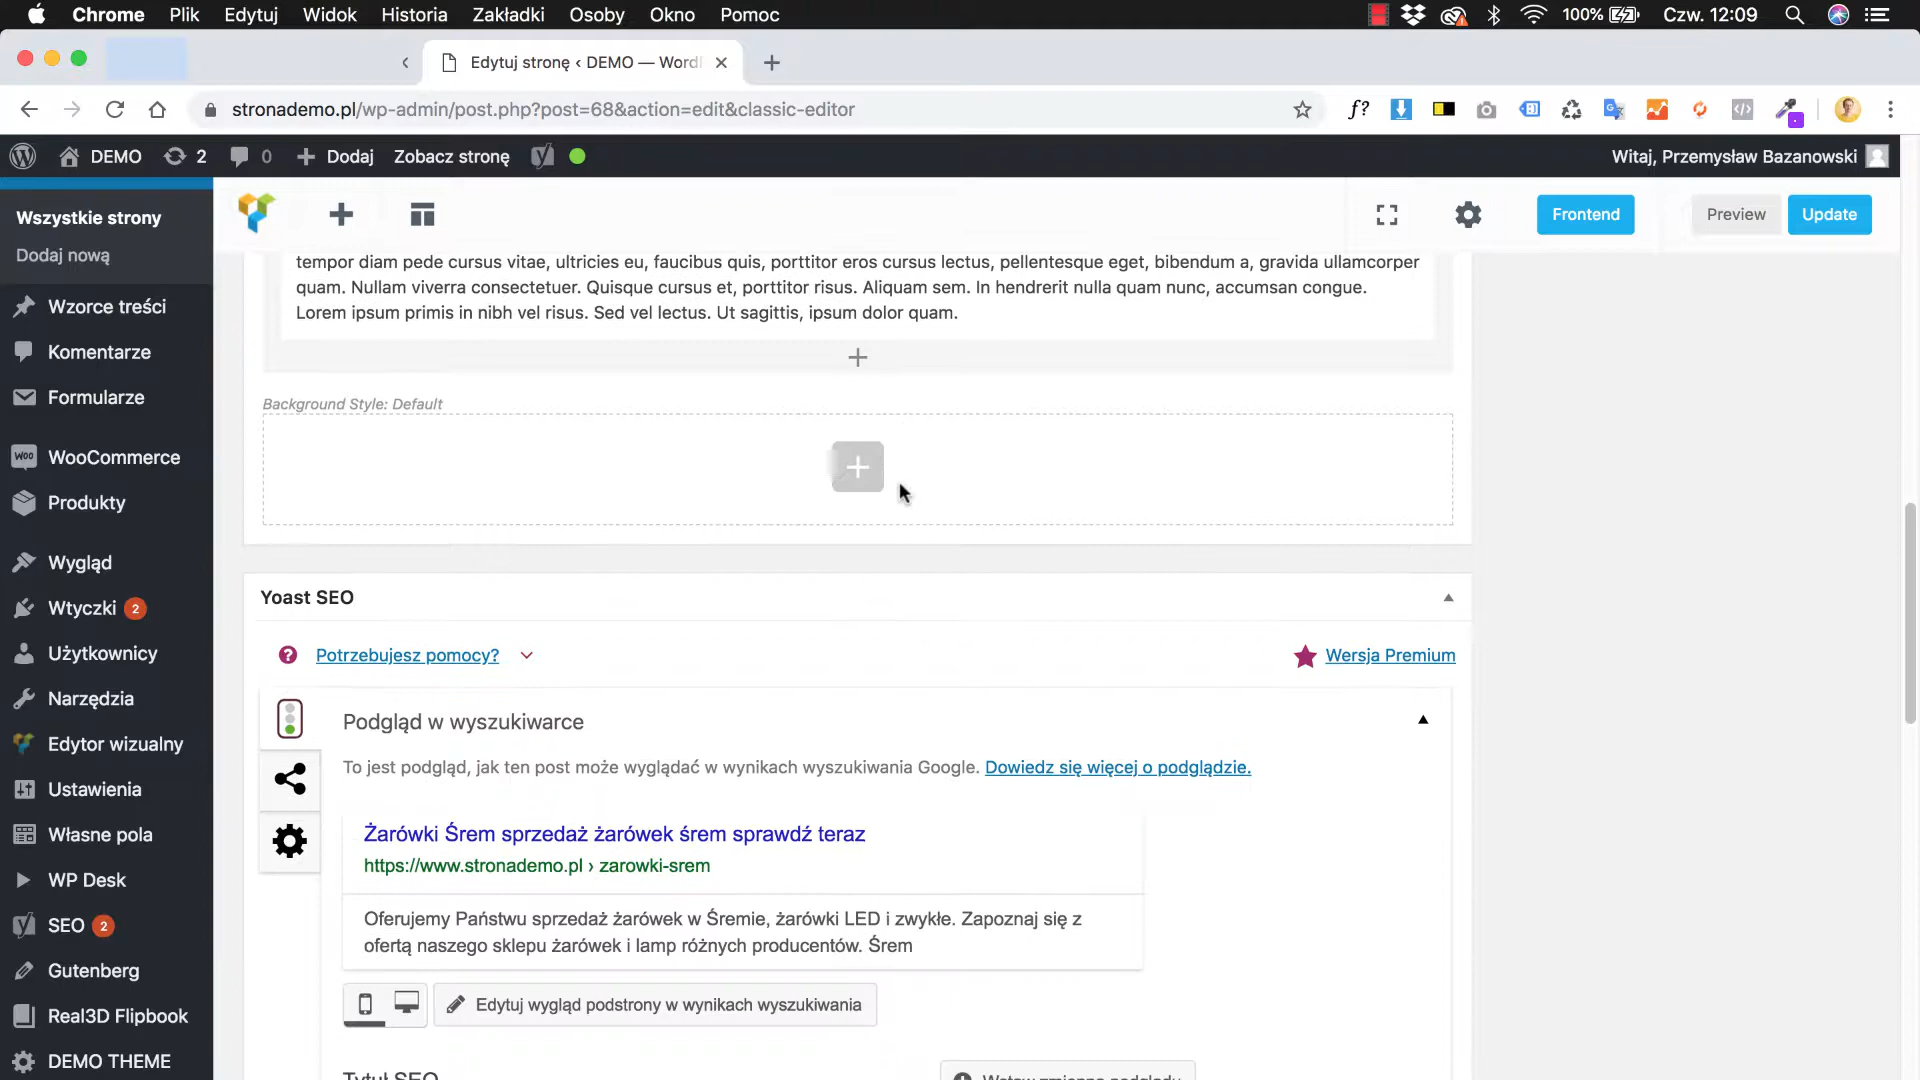 Chrome Plik Edytuj Widok Historia Zakładki Osoby Okno Pomoc 100% Czw. 12:09
Edytuj stronę ‹ DEMO — Word
stronademo.pl/wp-admin/post.php?post=68&action=edit&classic-editor
f?
DEMO 2 0 Dodaj Zobacz stronę Witaj, Przemysław Bazanowski
Wszystkie strony
Dodaj nową
Wzorce treści
Komentarze
Formularze
WooCommerce
Produkty
Wygląd
Wtyczki 2
Użytkownicy
Narzędzia
Edytor wizualny
Ustawienia
Własne pola
WP Desk
SEO 2
Gutenberg
Real3D Flipbook
DEMO THEME
Frontend Preview Update
tempor diam pede cursus vitae, ultricies eu, faucibus quis, porttitor eros cursus lectus, pellentesque eget, bibendum a, gravida ullamcorper
quam. Nullam viverra consectetuer. Quisque cursus et, porttitor risus. Aliquam sem. In hendrerit nulla quam nunc, accumsan congue.
Lorem ipsum primis in nibh vel risus. Sed vel lectus. Ut sagittis, ipsum dolor quam.
Background Style: Default
Yoast SEO
Potrzebujesz pomocy? Wersja Premium
Podgląd w wyszukiwarce
To jest podgląd, jak ten post może wyglądać w wynikach wyszukiwania Google. Dowiedz się więcej o podglądzie.
Żarówki Śrem sprzedaż żarówek śrem sprawdź teraz
https://www.stronademo.pl › zarowki-srem
Oferujemy Państwu sprzedaż żarówek w Śremie, żarówki LED i zwykłe. Zapoznaj się z
ofertą naszego sklepu żarówek i lamp różnych producentów. Śrem
Edytuj wygląd podstrony w wynikach wyszukiwania
Tytuł SEO